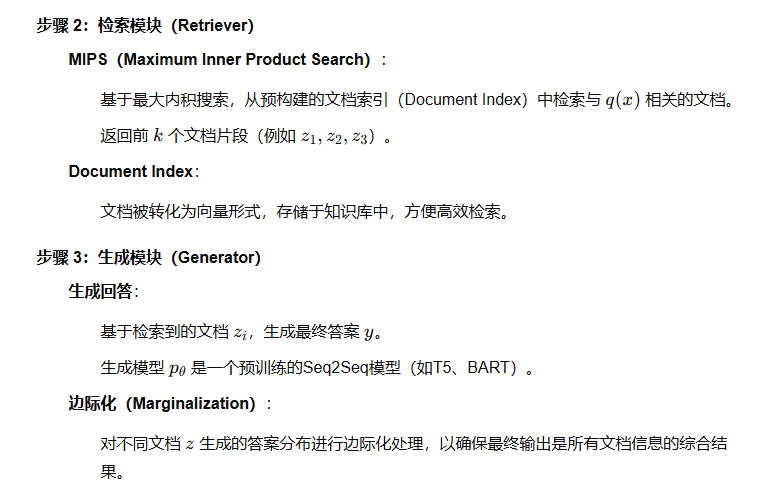 步骤 2：检索模块（Retriever）
MIPS（Maximum Inner Product Search）：
基于最大内积搜索，从预构建的文档索引（Document Index）中检索与 q(x) 相关的文档。
返回前 k 个文档片段（例如 z₁, z₂, z₃）。
Document Index：
文档被转化为向量形式，存储于知识库中，方便高效检索。
步骤 3：生成模块（Generator）
生成回答：
基于检索到的文档 zᵢ，生成最终答案 y。
生成模型 p_θ 是一个预训练的Seq2Seq模型（如T5、BART）。
边际化（Marginalization）：
对不同文档 z 生成的答案分布进行边际化处理，以确保最终输出是所有文档信息的综合结
果。